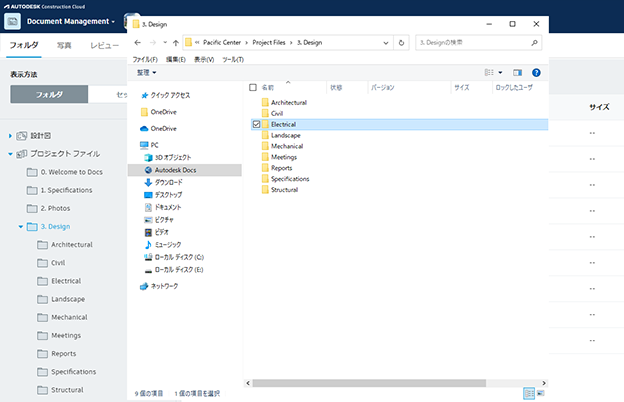 AUTODESK Construction Cloud
Document Management
フォルダ 写真 レビュー
表示方法
フォルダ
設計図
プロジェクト ファイル
0. Welcome to Docs
1. Specifications
2. Photos
3. Design
Architectural
Civil
Electrical
Landscape
Mechanical
Meetings
Reports
Specifications
Structural
3. Design
« Pacific Center › Project Files › 3. Design
3. Designの検索
ファイル(F) 編集(E) 表示(V) ツール(T)
整理
クイック アクセス
OneDrive
OneDrive
PC
3D オブジェクト
Autodesk Docs
ダウンロード
デスクトップ
ドキュメント
ピクチャ
ビデオ
ミュージック
ローカル ディスク (C:)
ローカル ディスク (E:)
ネットワーク
名前 状態 バージョン サイズ ロックしたユーザ
Architectural
Civil
Electrical
Landscape
Mechanical
Meetings
Reports
Specifications
Structural
9 個の項目 1 個の項目を選択
サイズ
--
--
--
--
--
--
--
--